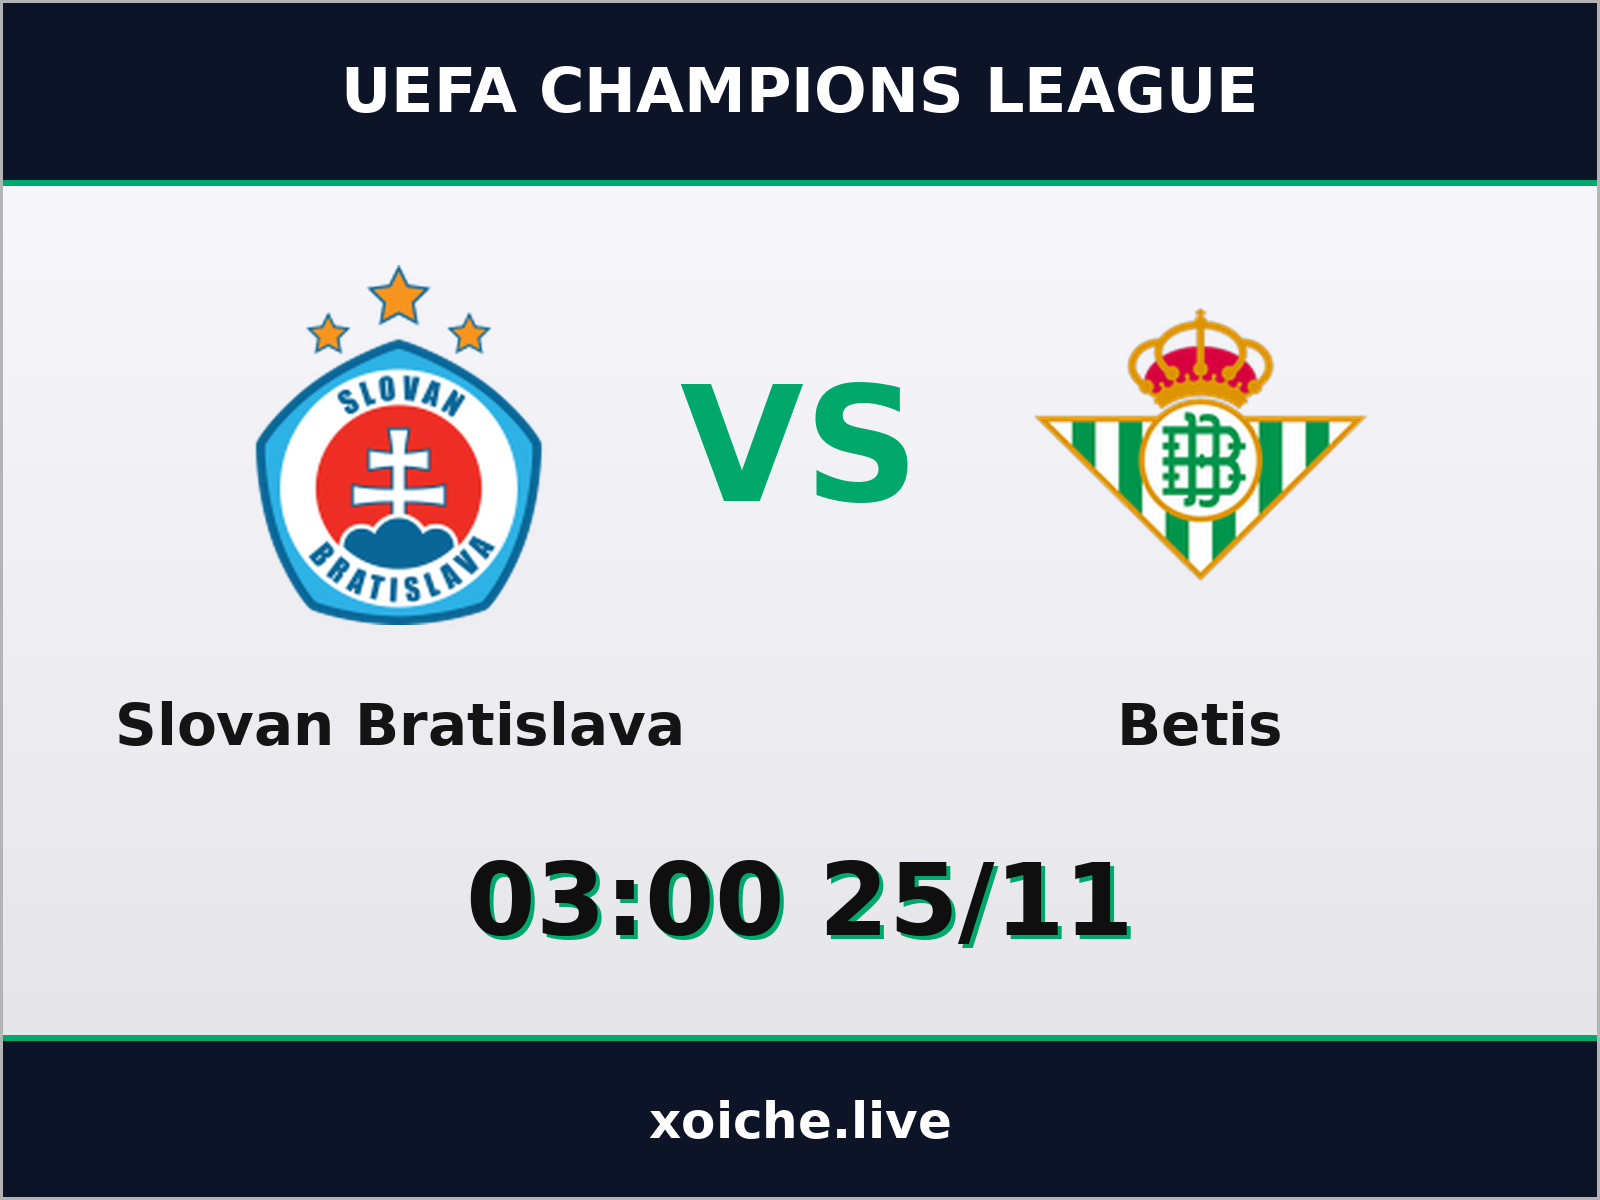 UEFA CHAMPIONS LEAGUE
SLOVAN
BRATISLAVA
VS
Slovan Bratislava
Betis
03:00 25/11
xoiche.live